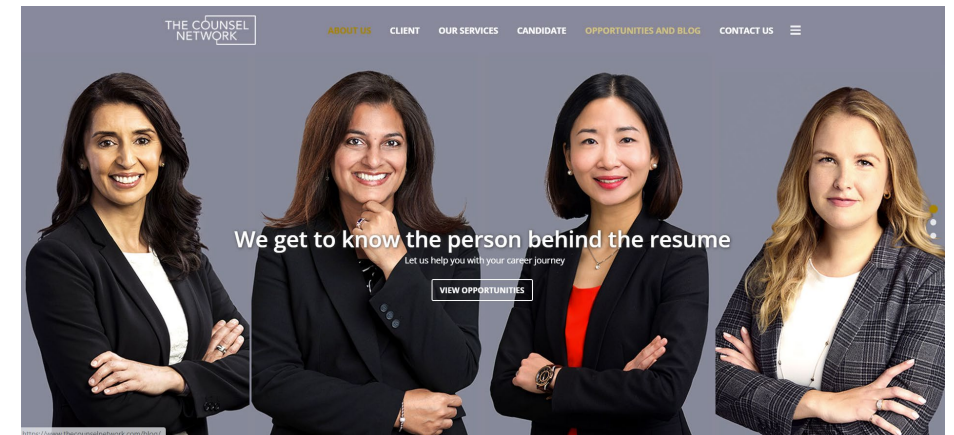 THE COUNSEL
NETWORK
ABOUT US
CLIENT
OUR SERVICES
CANDIDATE
OPPORTUNITIES AND BLOG
CONTACT US
We get to know the person behind the resume
Let us help you with your career journey
VIEW OPPORTUNITIES
https://www.thecounselnetwork.com/blog/